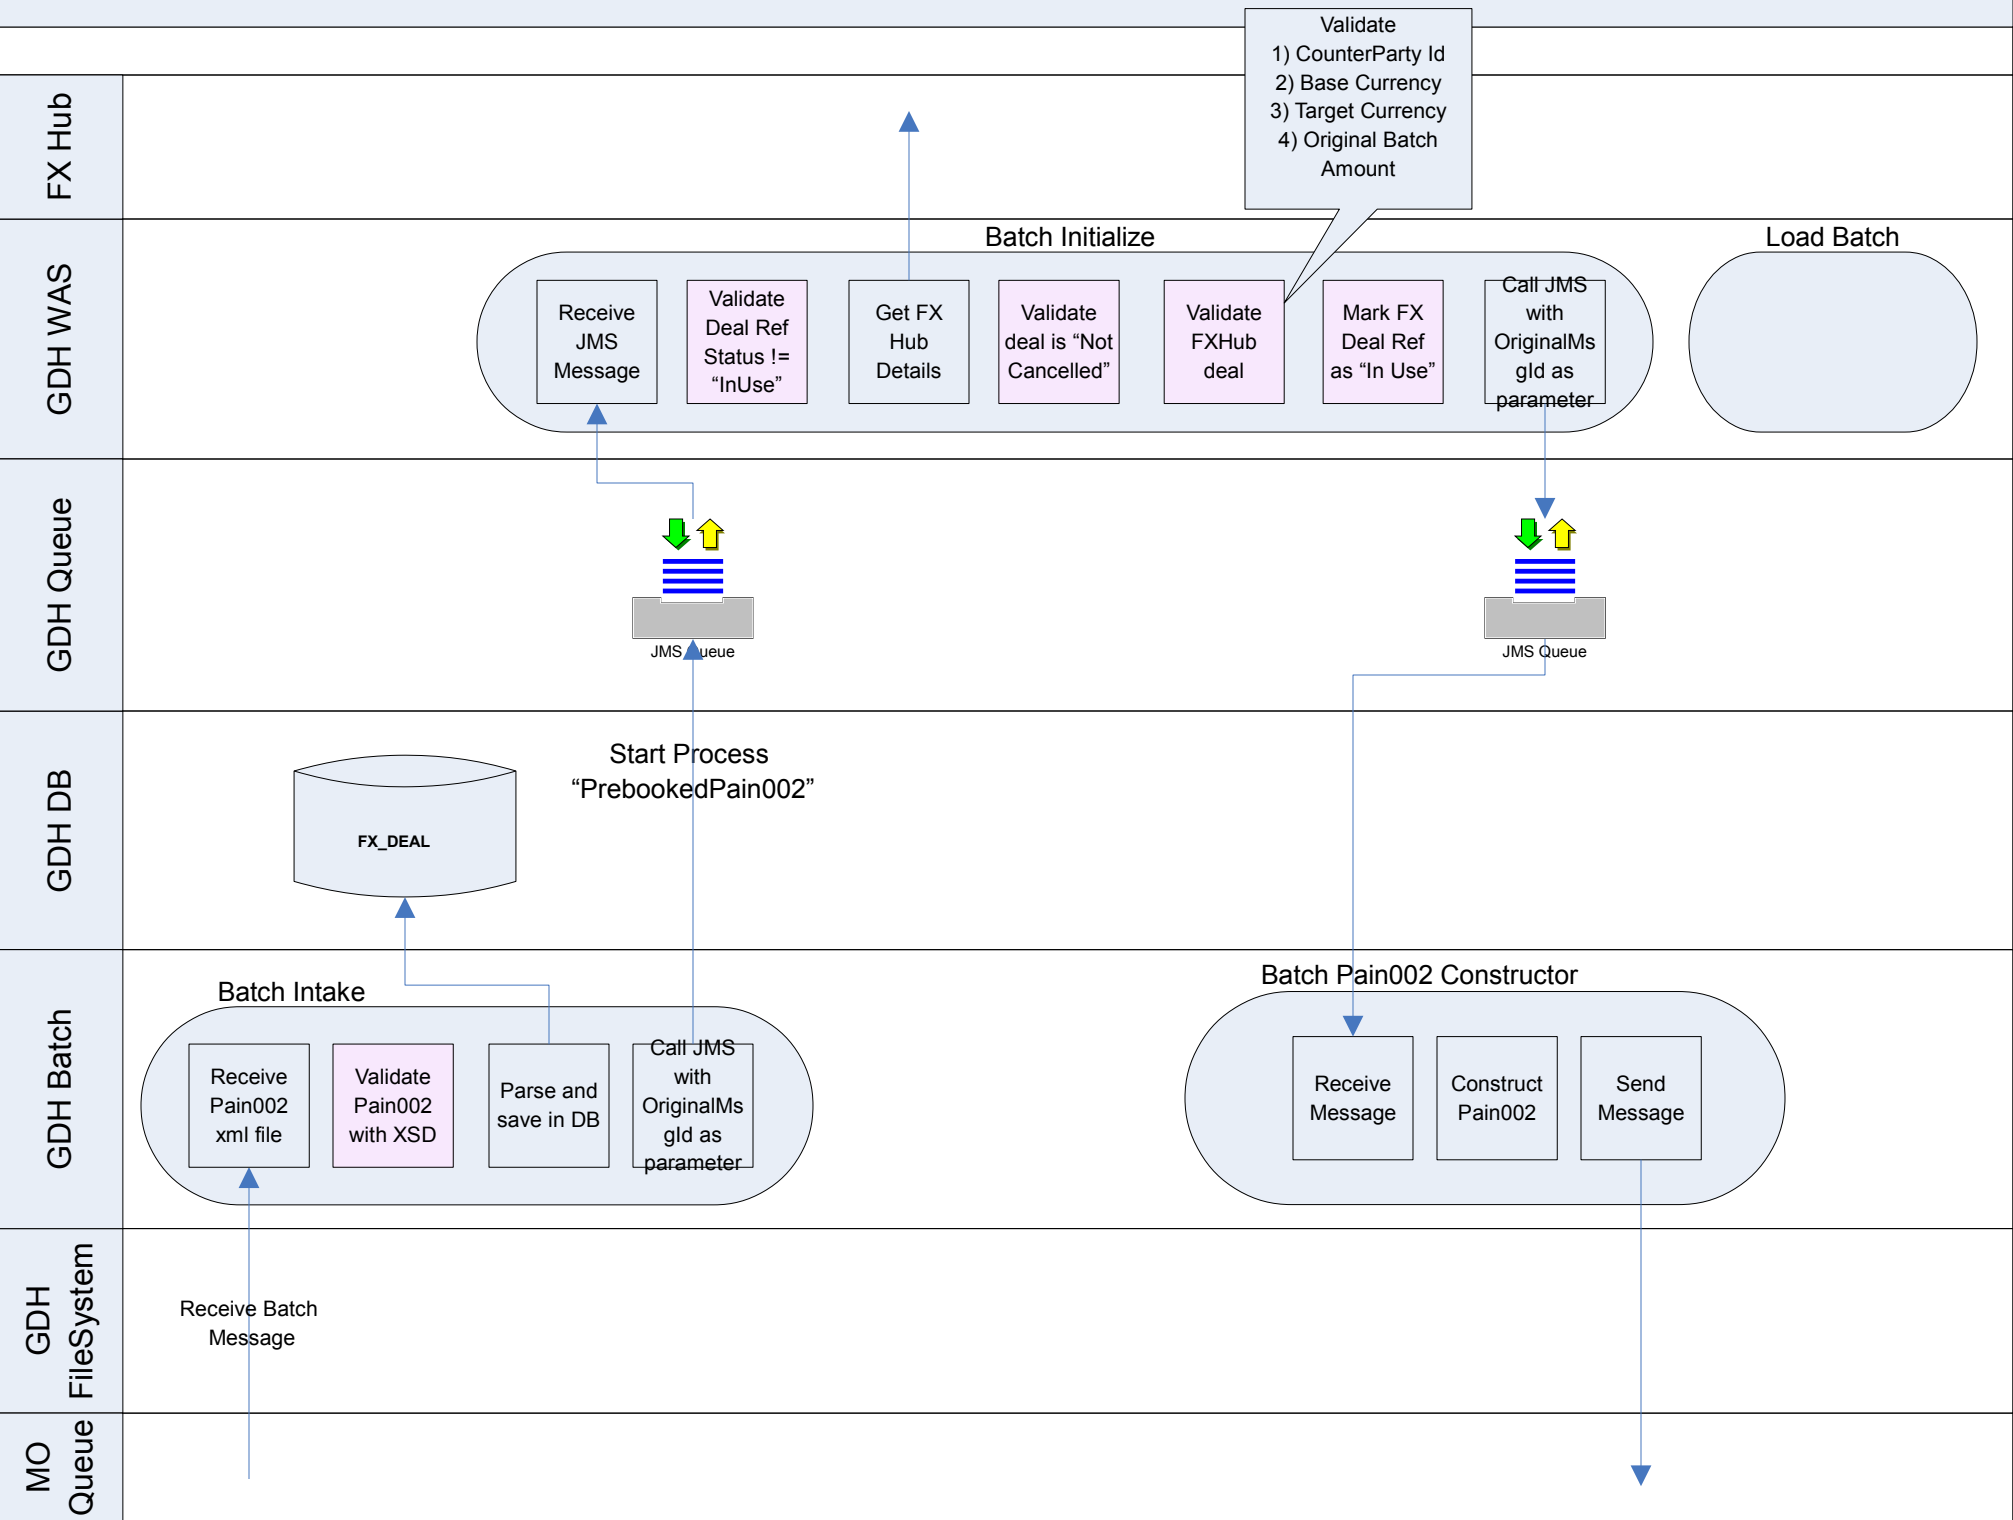 Validate
1) CounterParty Id
2) Base Currency
3) Target Currency
4) Original Batch
Amount
FX Hub
GDH WAS
Batch Initialize
Load Batch
Receive
JMS
Message
Validate
Deal Ref
Status !=
“InUse”
Get FX
Hub
Details
Validate
deal is “Not
Cancelled”
Validate
FXHub
deal
Mark FX
Deal Ref
as “In Use”
Call JMS
with
OriginalMs
gId as
parameter
GDH Queue
JMS Queue
JMS Queue
GDH DB
Start Process
“PrebookedPain002”
FX_DEAL
GDH Batch
Batch Intake
Receive
Pain002
xml file
Validate
Pain002
with XSD
Parse and
save in DB
Call JMS
with
OriginalMs
gId as
parameter
Batch Pain002 Constructor
Receive
Message
Construct
Pain002
Send
Message
GDH
FileSystem
Receive Batch
Message
MO
Queue